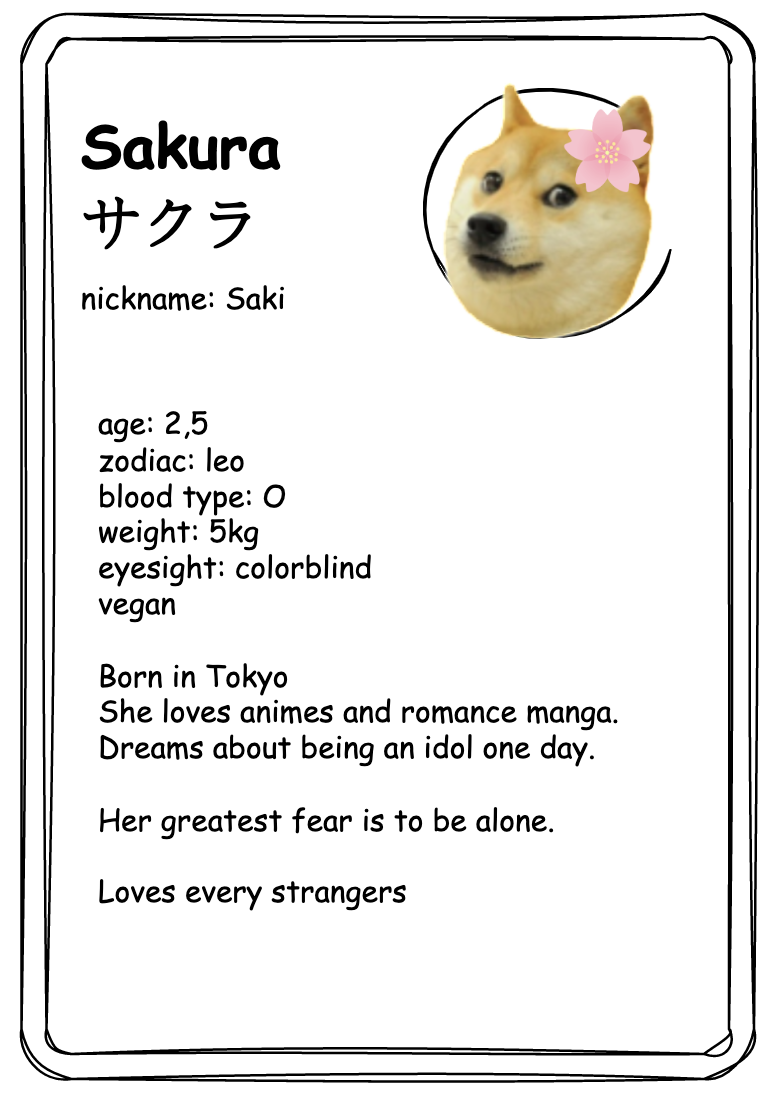 Sakura
サクラ
nickname: Saki
age: 2,5
zodiac: leo
blood type: O
weight: 5kg
eyesight: colorblind
vegan
Born in Tokyo
She loves animes and romance manga.
Dreams about being an idol one day.
Her greatest fear is to be alone.
Loves every strangers